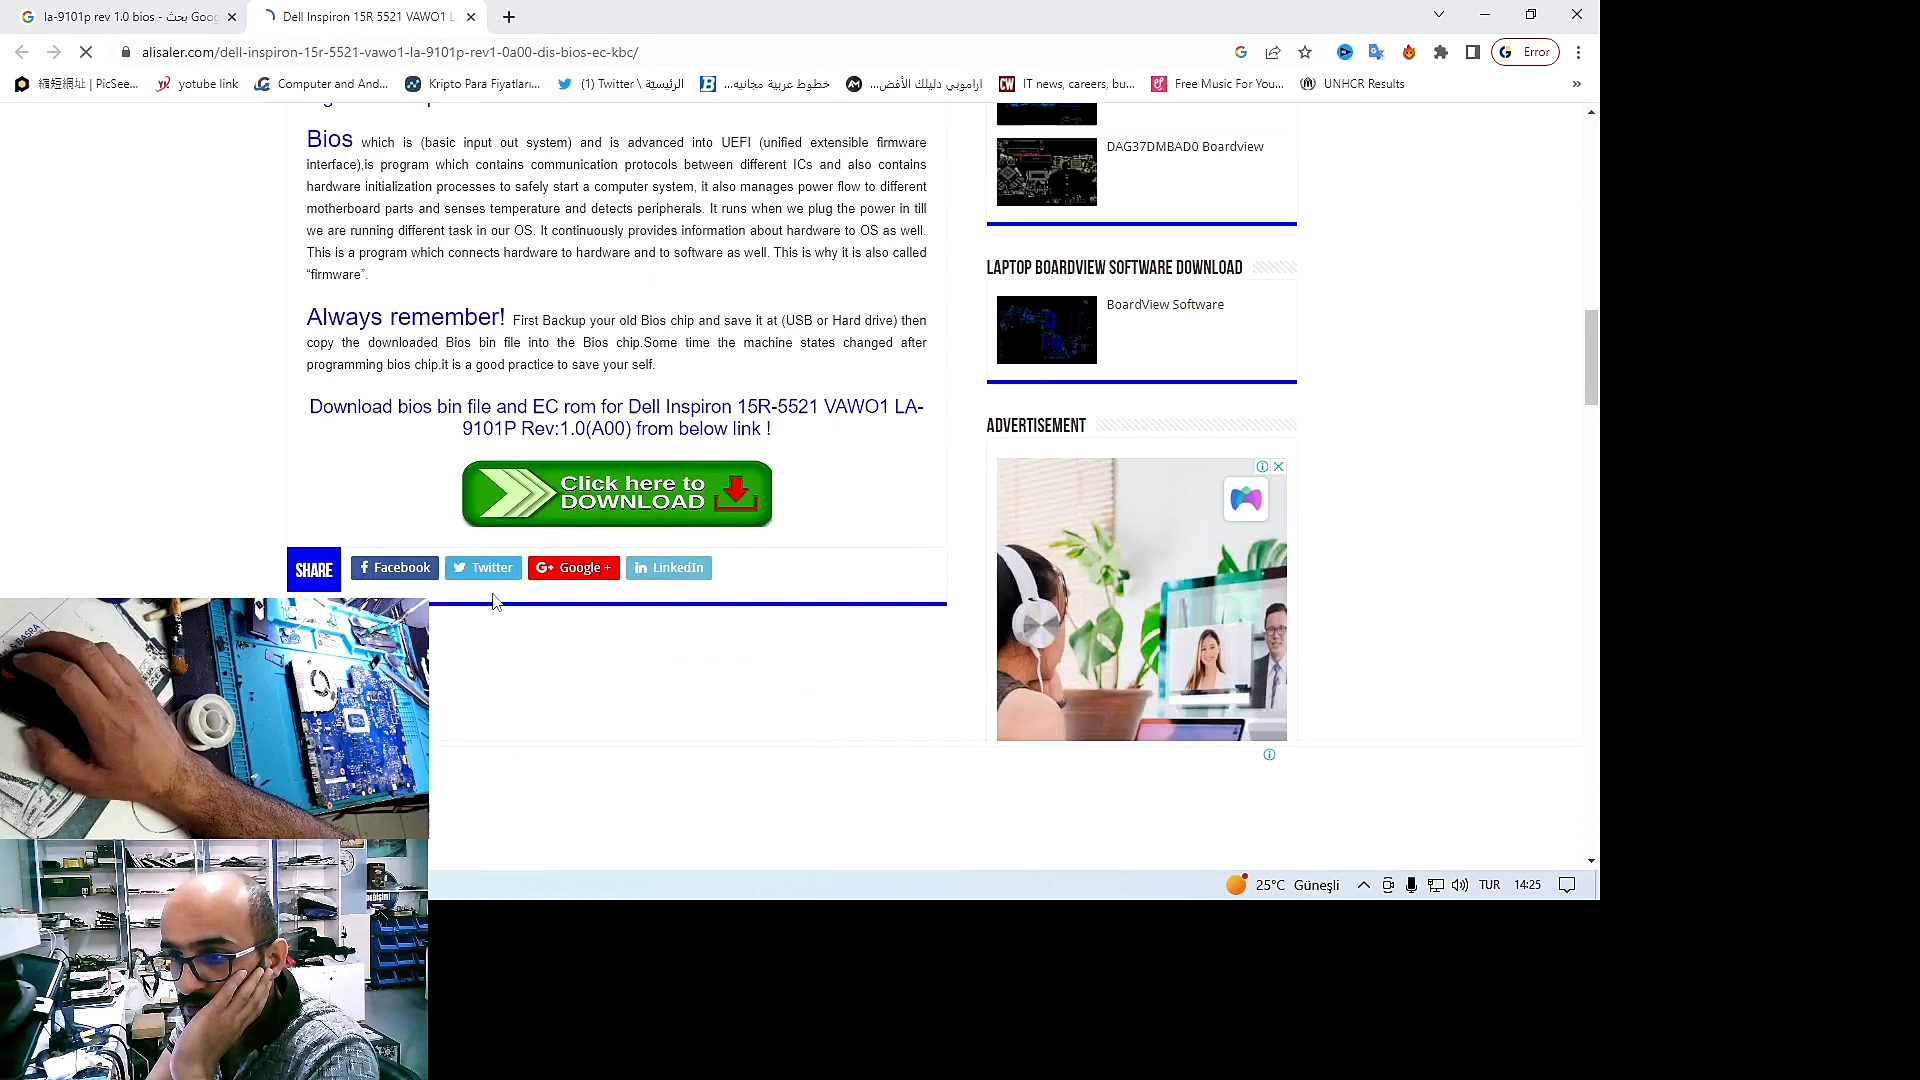 la-9101p rev 1.0 bios - بحث Goog
Dell Inspiron 15R 5521 VAWO1 L
alisaler.com/dell-inspiron-15r-5521-vawo1-la-9101p-rev1-0a00-dis-bios-ec-kbc/
Error
縮短網址 | PicSee...
yotube link
Computer and And...
Kripto Para Fiyatları...
(1) Twitter \ الرئيسيّة
خطوط عربية مجانيه...
اراموبي دليلك الأفض...
IT news, careers, bu...
Free Music For You...
UNHCR Results
»
Bios which is (basic input out system) and is advanced into UEFI (unified extensible firmware
interface),is program which contains communication protocols between different ICs and also contains
hardware initialization processes to safely start a computer system, it also manages power flow to different
motherboard parts and senses temperature and detects peripherals. It runs when we plug the power in till
we are running different task in our OS. It continuously provides information about hardware to OS as well.
This is a program which connects hardware to hardware and to software as well. This is why it is also called
“firmware”.
Always remember! First Backup your old Bios chip and save it at (USB or Hard drive) then
copy the downloaded Bios bin file into the Bios chip.Some time the machine states changed after
programming bios chip.it is a good practice to save your self.
Download bios bin file and EC rom for Dell Inspiron 15R-5521 VAWO1 LA-
9101P Rev:1.0(A00) from below link !
Click here to
DOWNLOAD
SHARE
Facebook
Twitter
Google +
LinkedIn
DAG37DMBAD0 Boardview
LAPTOP BOARDVIEW SOFTWARE DOWNLOAD
BoardView Software
ADVERTISEMENT
BASRA
25°C Güneşli
TUR
14:25